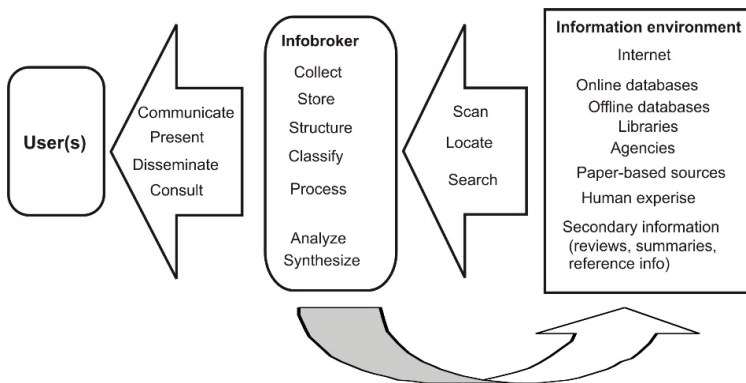 User(s)
Communicate
Present
Disseminate
Consult
Infobroker
Collect
Store
Structure
Classify
Process
Analyze
Synthesize
Scan
Locate
Search
Information environment
Internet
Online databases
Offline databases
Libraries
Agencies
Paper-based sources
Human experise
Secondary information
(reviews, summaries,
reference info)